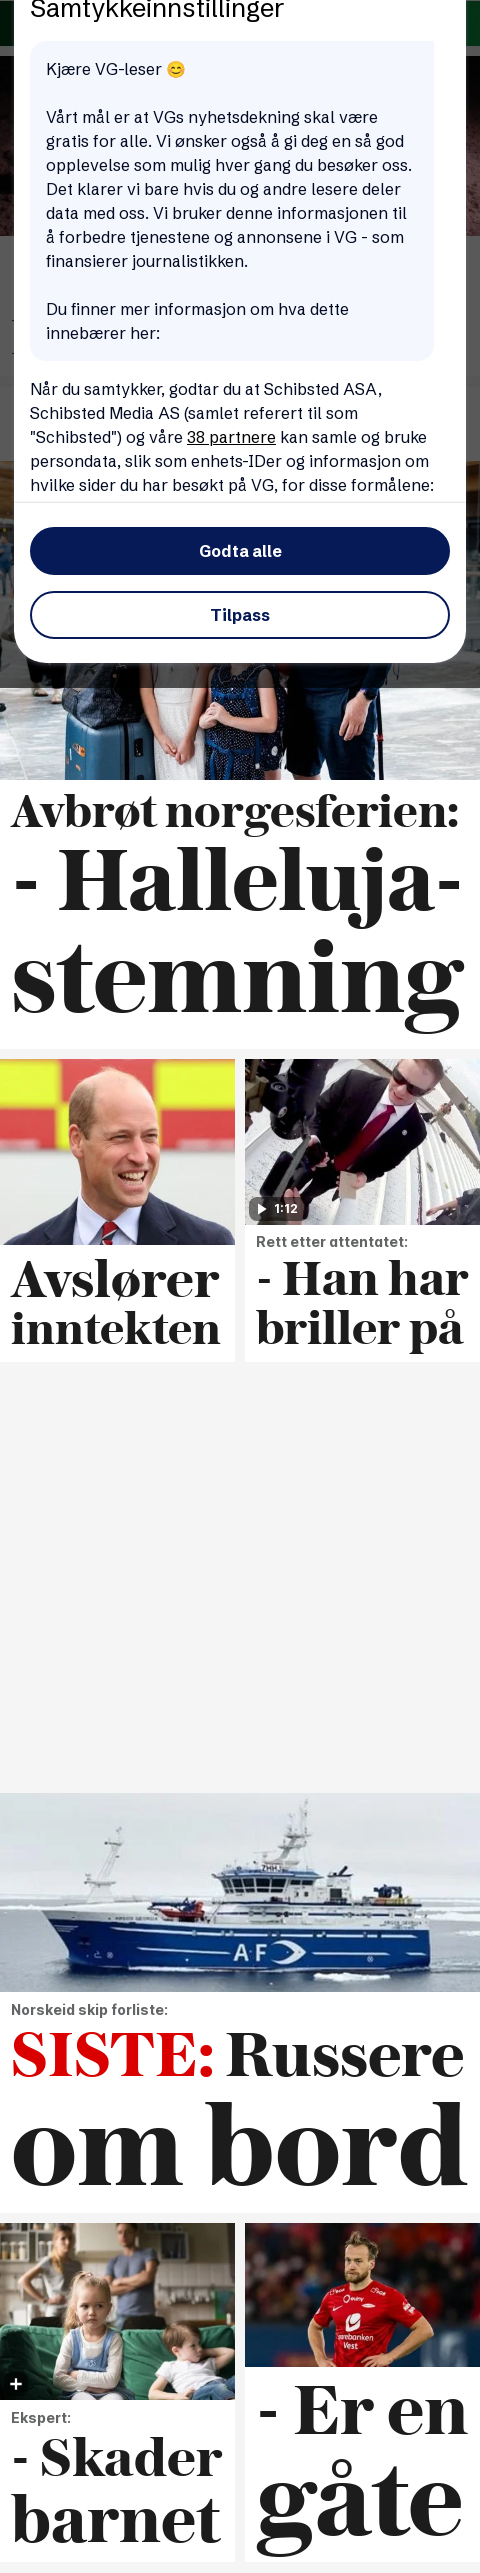 Samtykkeinnstillinger
Kjære VG-leser 😊
Vårt mål er at VGs nyhetsdekning skal være
gratis for alle. Vi ønsker også å gi deg en så god
opplevelse som mulig hver gang du besøker oss.
Det klarer vi bare hvis du og andre lesere deler
data med oss. Vi bruker denne informasjonen til
å forbedre tjenestene og annonsene i VG - som
finansierer journalistikken.
Du finner mer informasjon om hva dette
innebærer her:
Når du samtykker, godtar du at Schibsted ASA,
Schibsted Media AS (samlet referert til som
"Schibsted") og våre 38 partnere kan samle og bruke
persondata, slik som enhets-IDer og informasjon om
hvilke sider du har besøkt på VG, for disse formålene:
Godta alle
Tilpass
Avbrøt norgesferien:
- Halleluja-
stemning
Avslører
inntekten
1:12
Rett etter attentatet:
- Han har
briller på
AF
Norskeid skip forliste:
SISTE: Russere
om bord
Ekspert:
- Skader
barnet
sparebanken
Vest
- Er en
gåte